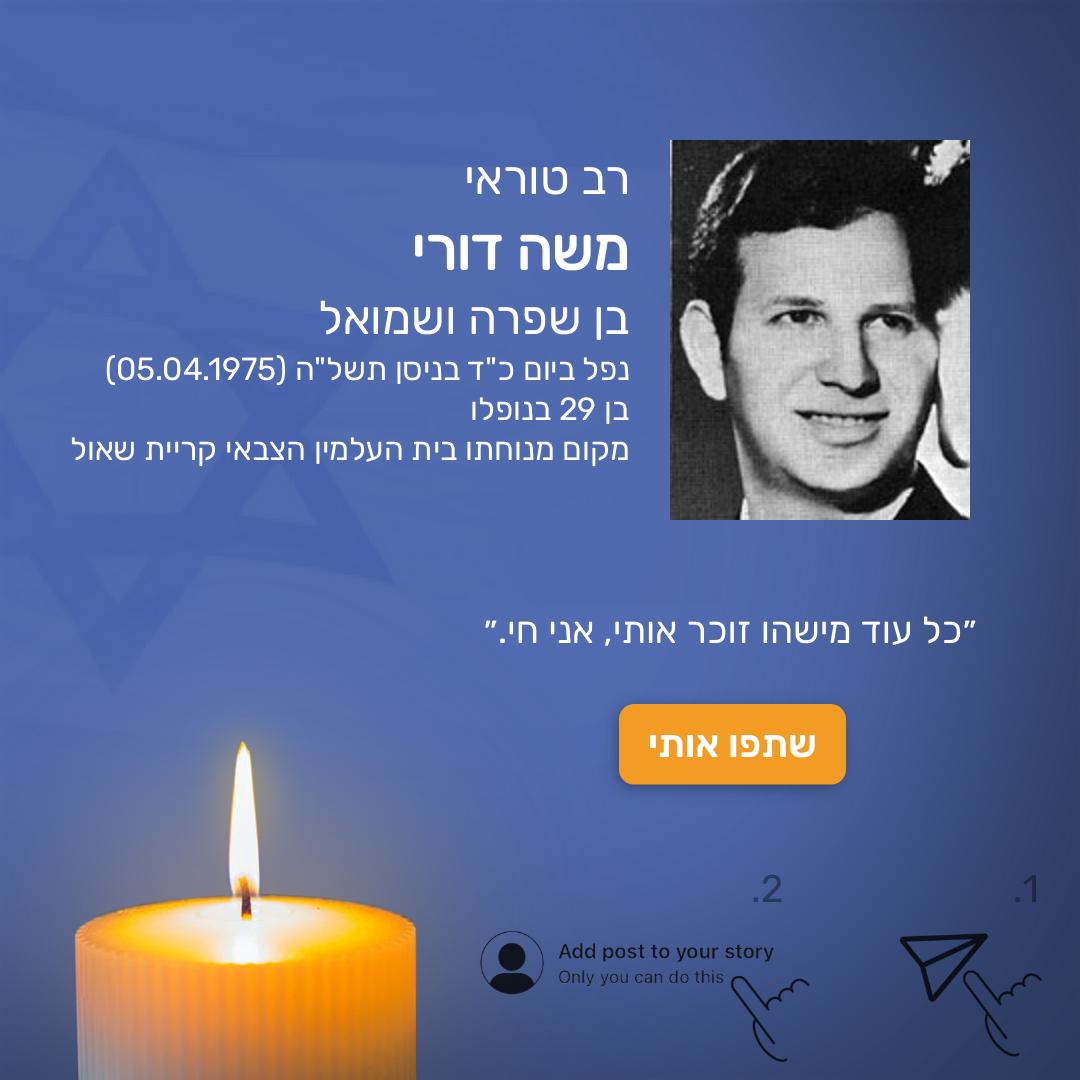 רב טוראי
משה דורי
בן שפרה ושמואל
נפל ביום כ"ד בניסן תשל"ה (05.04.1975)
בן 29 בנופלו
מקום מנוחתו בית העלמין הצבאי קריית שאול
״כל עוד מישהו זוכר אותי, אני חי.״
שתפו אותי
1.
2.
Add post to your story
Only you can do this